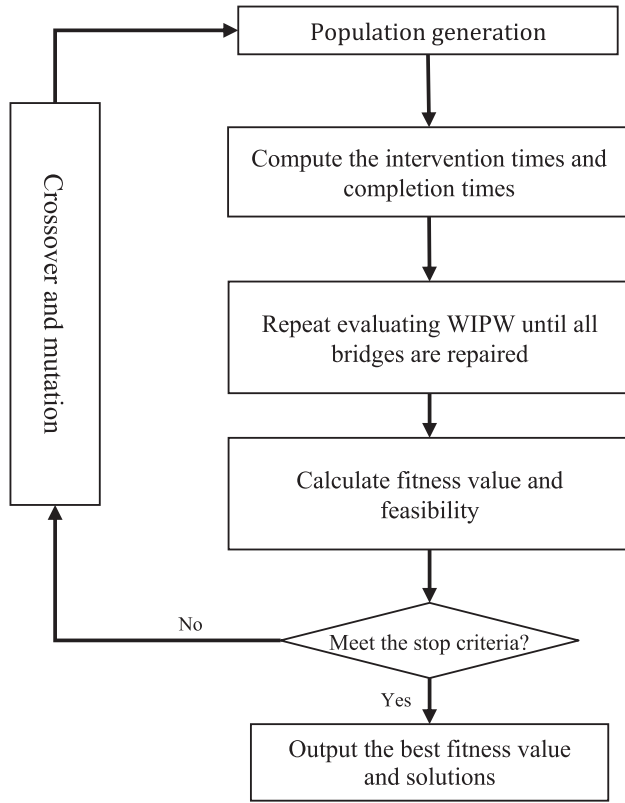 Population generation
Compute the intervention times and
completion times
Repeat evaluating WIPW until all
bridges are repaired
Calculate fitness value and
feasibility
Meet the stop criteria?
No
Crossover and mutation
Yes
Output the best fitness value
and solutions